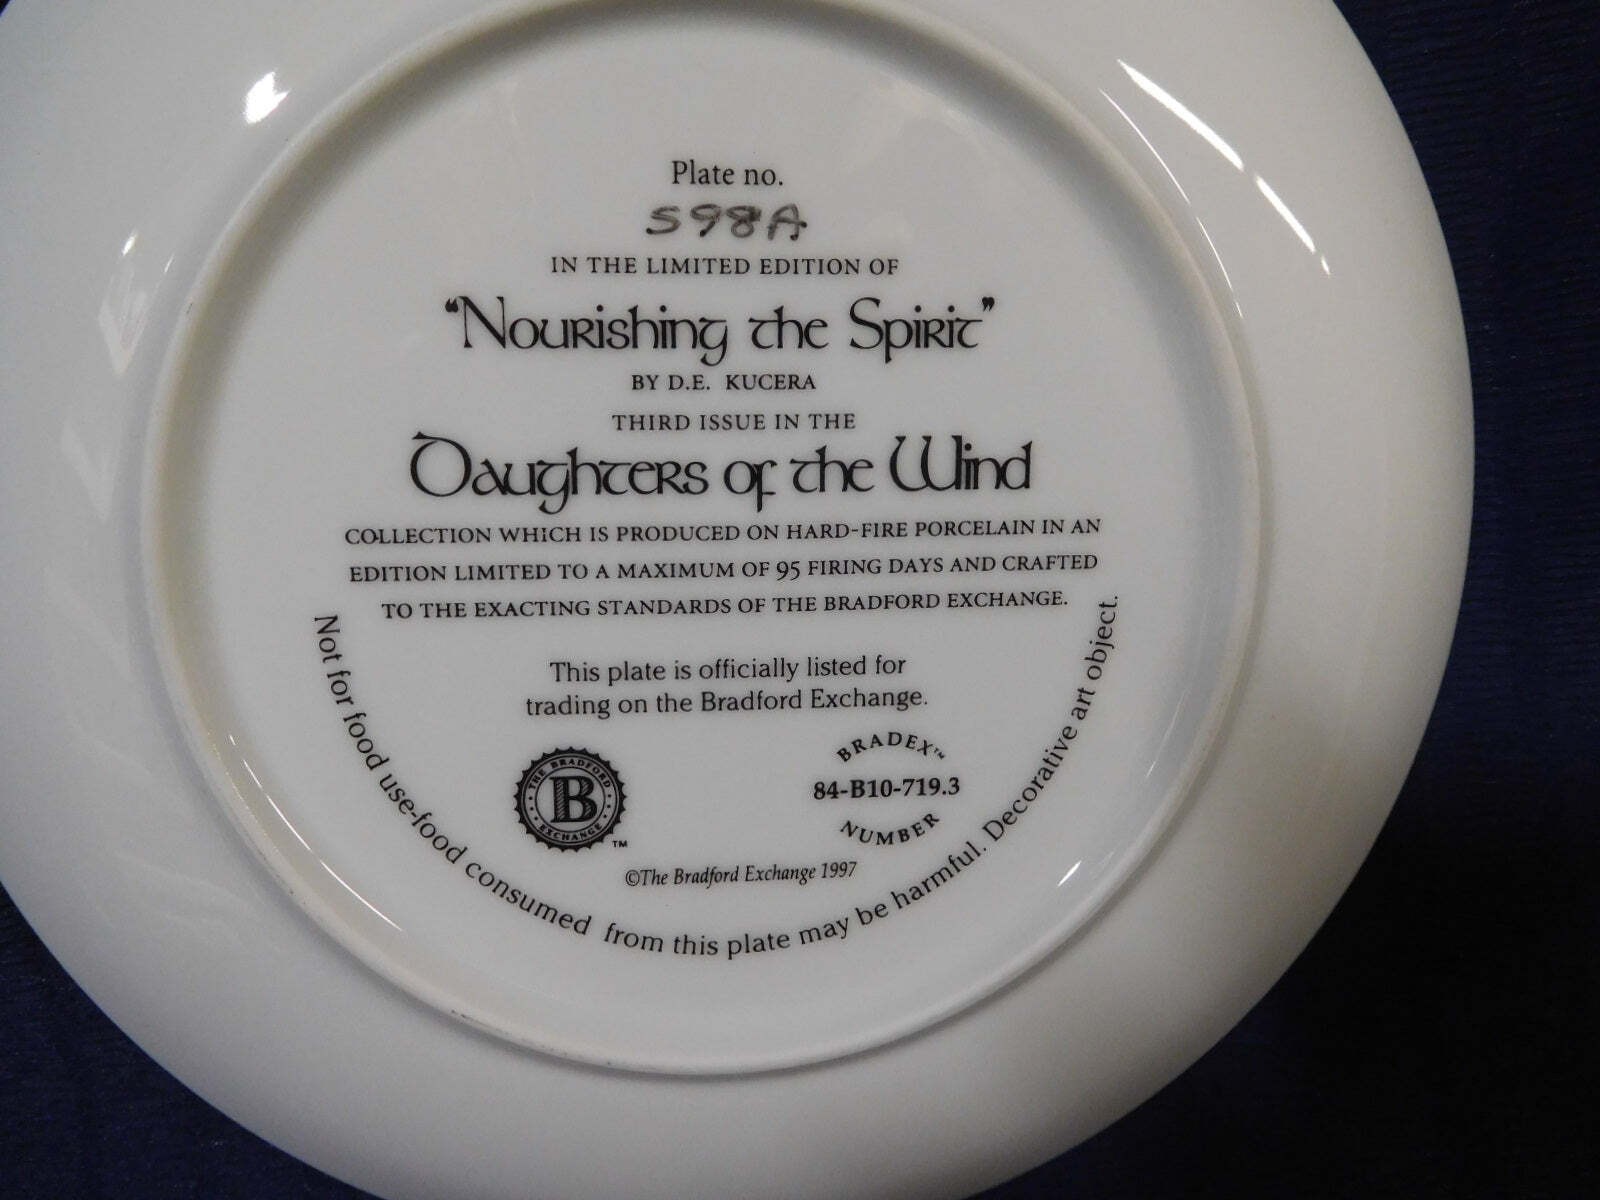 Plate no.
598A
IN THE LIMITED EDITION OF
“Nourishing the Spirit”
BY D.E. KUCERA
THIRD ISSUE IN THE
Daughters of the Wind
COLLECTION WHICH IS PRODUCED ON HARD-FIRE PORCELAIN IN AN
EDITION LIMITED TO A MAXIMUM OF 95 FIRING DAYS AND CRAFTED
TO THE EXACTING STANDARDS OF THE BRADFORD EXCHANGE.
This plate is officially listed for
trading on the Bradford Exchange.
THE BRADFORD
B
EXCHANGE
TM
BRADEX™
84-B10-719.3
NUMBER
©The Bradford Exchange 1997
Not for food use-food consumed from this plate may be harmful. Decorative art object.